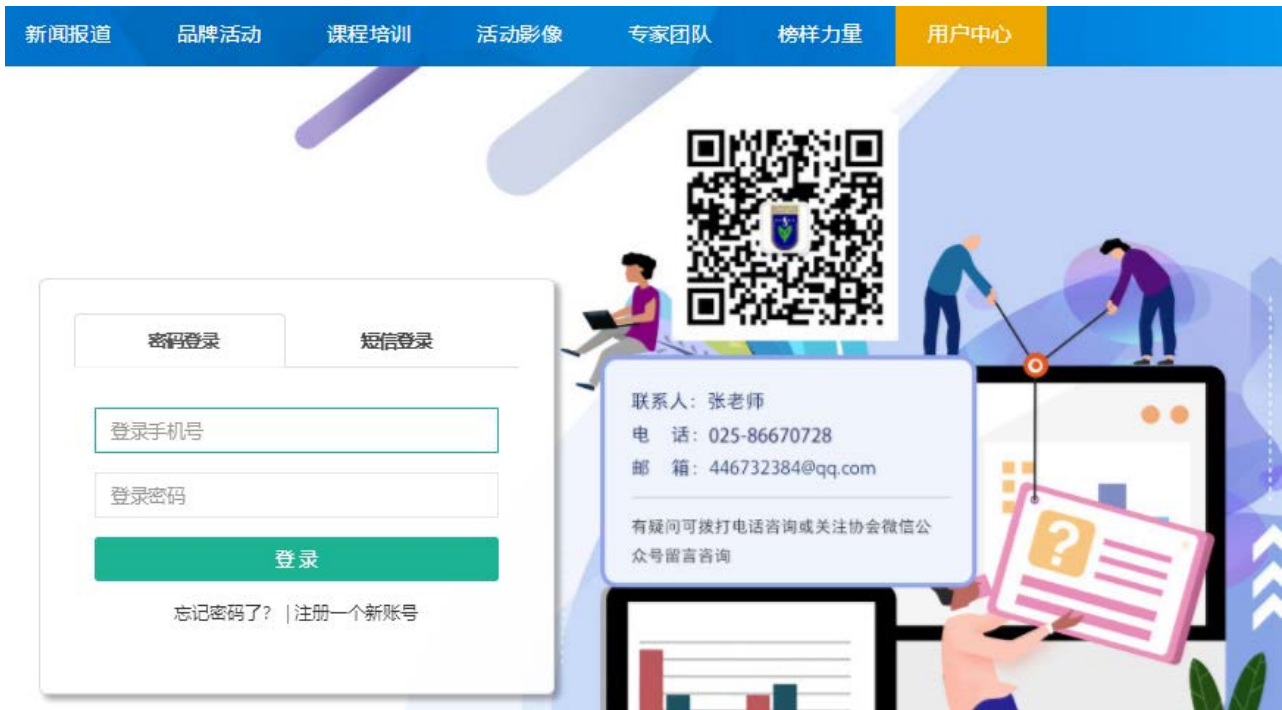 新闻报道 品牌活动 课程培训 活动影像 专家团队 榜样力量 用户中心
密码登录 短信登录
登录手机号
登录密码
登录
忘记密码了? | 注册一个新账号
联系人: 张老师
电 话: 025-86670728
邮 箱: 446732384@qq.com
有疑问可拨打电话咨询或关注协会微信公
众号留言咨询
?